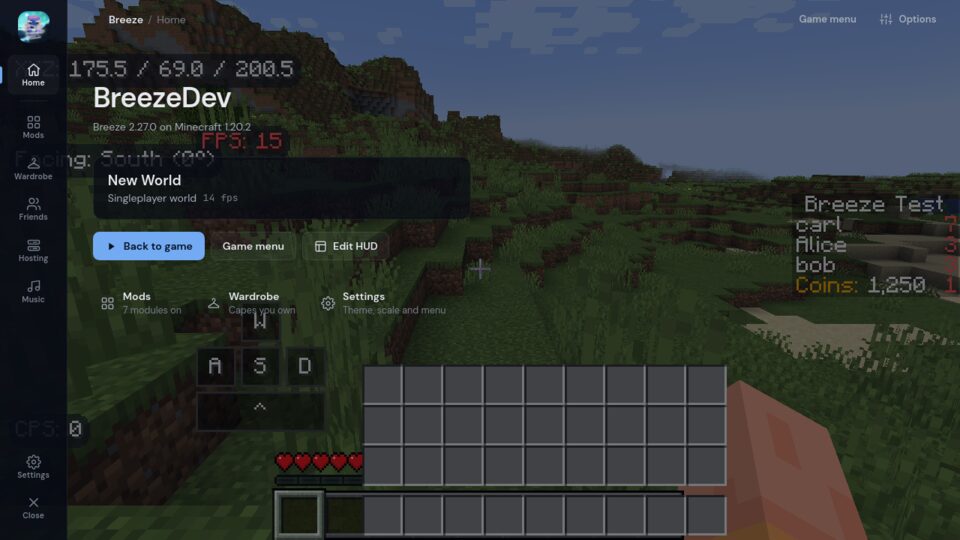 Breeze / Home
Game menu
Options
XYZ: 175.5 / 69.0 / 200.5
Home
BreezeDev
Breeze 2.27.0 on Minecraft 1.20.2
FPS: 15
Mods
Facing: South (0°)
Wardrobe
New World
Singleplayer world 14 fps
Friends
Breeze Test
carl
Alice
bob
Coins: 1,250
Hosting
Back to game
Game menu
Edit HUD
Music
Mods
7 modules on
Wardrobe
Capes you own
Settings
Theme, scale and menu
W
A S D
^
CPS: 0
Settings
Close